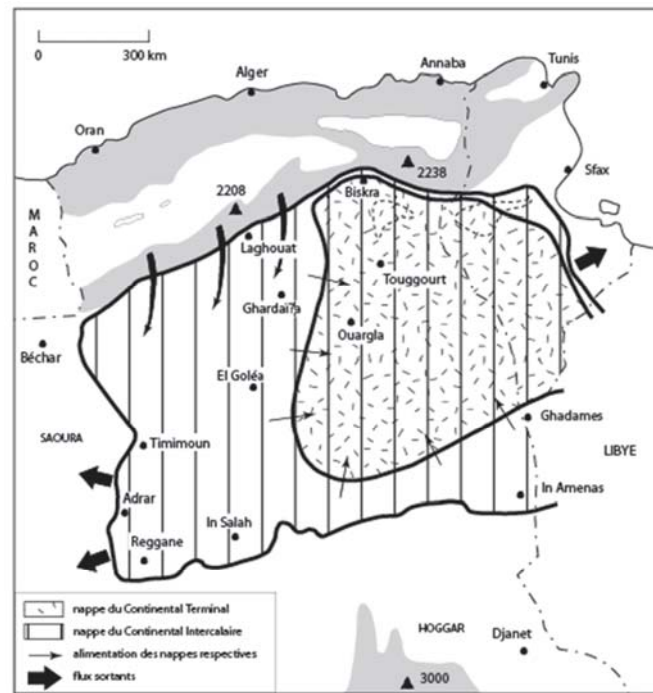 0 300 km
Tunis
Annaba
Alger
Oran
Sfax
2238
Biskra
2208
MAROC
Laghouat
Touggourt
Ghardaï?a
Ouargla
Béchar
El Goléa
Ghadames
Timimoun
SAOURA
LIBYE
In Amenas
Adrar
In Salah
Reggane
nappe du Continental Terminal
nappe du Continental Intercalaire
alimentation des nappes respectives
flux sortants
HOGGAR
Djanet
3000